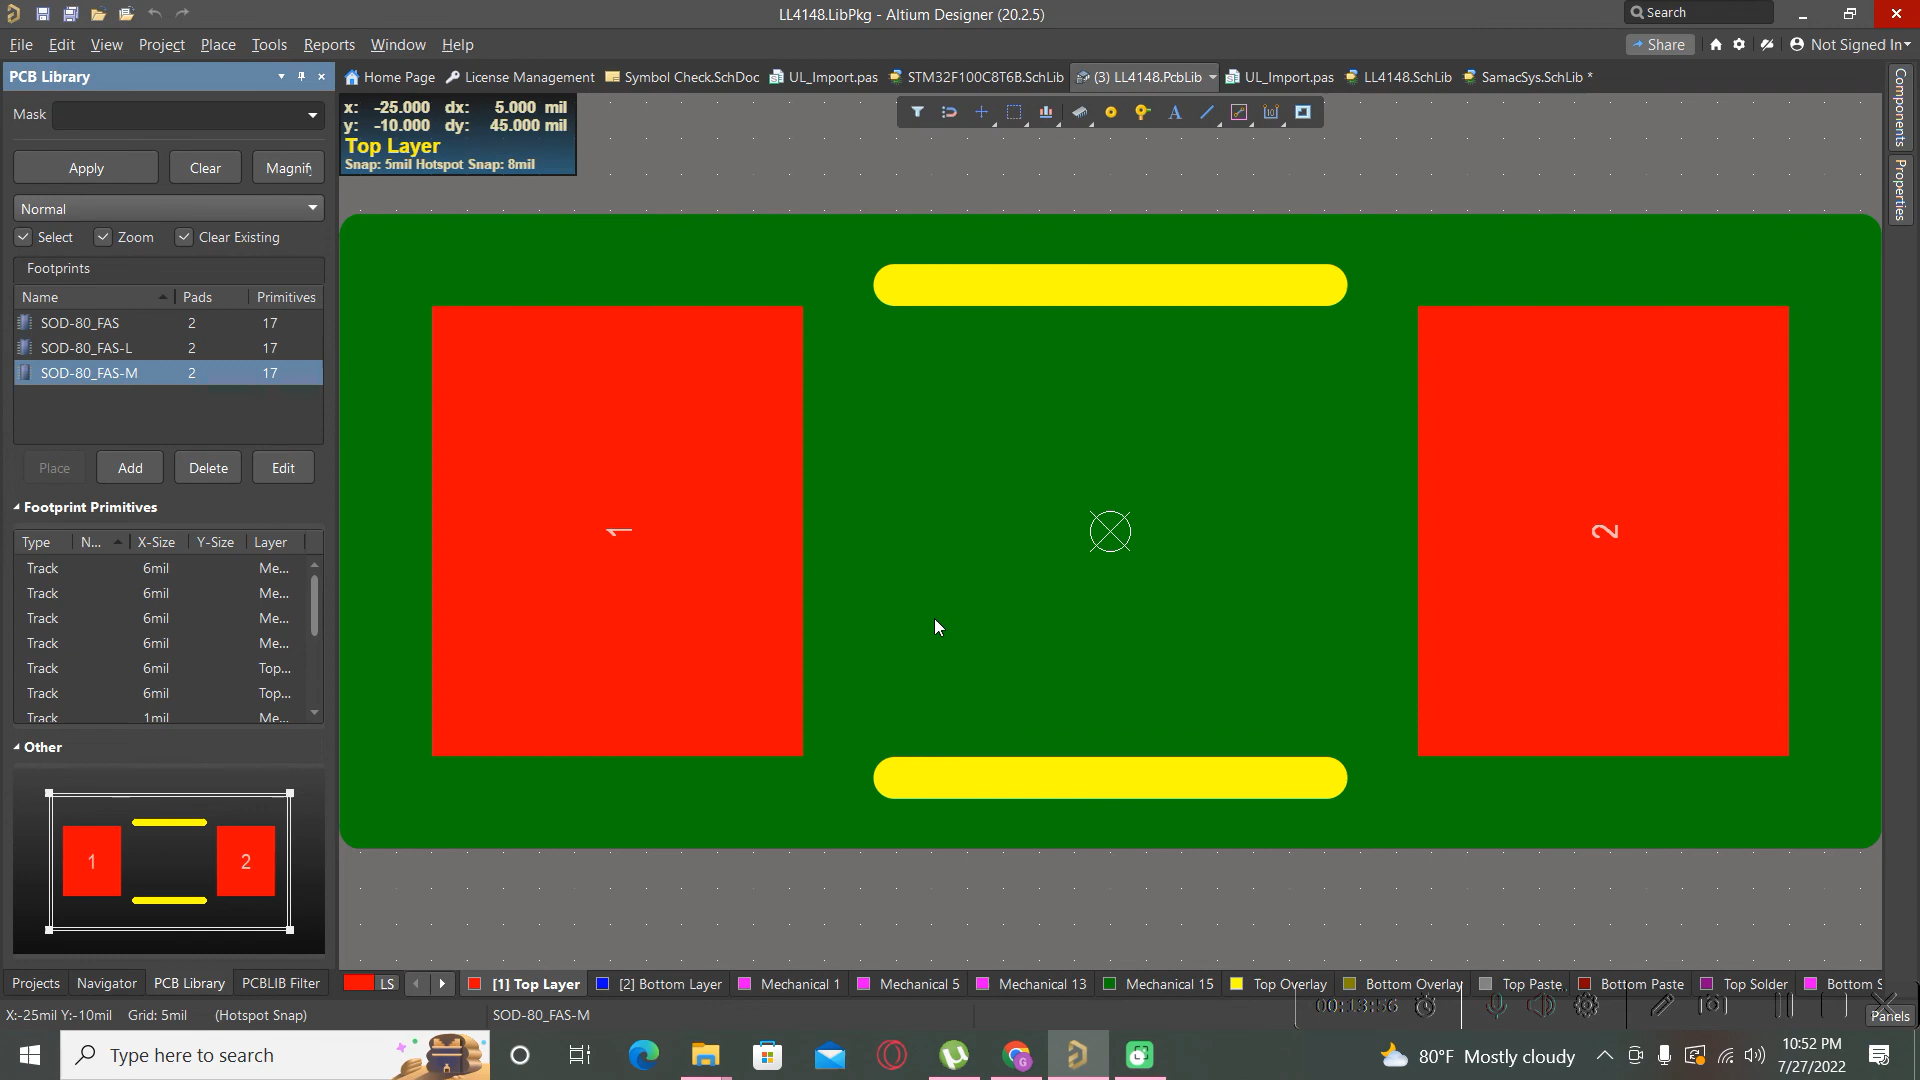 LL4148.LibPkg - Altium Designer (20.2.5)
Search
File Edit View Project Place Tools Reports Window Help
Share
Not Signed In
PCB Library
Home Page License Management Symbol Check.SchDoc UL_Import.pas STM32F100C8T6B.SchLib (3) LL4148.PcbLib UL_Import.pas LL4148.SchLib SamacSys.SchLib *
Components
Properties
Mask
Apply Clear Magnify
Normal
Select Zoom Clear Existing
x: -25.000 dx: 5.000 mil
y: -10.000 dy: 45.000 mil
Top Layer
Snap: 5mil Hotspot Snap: 8mil
Footprints
Name Pads Primitives
SOD-80_FAS 2 17
SOD-80_FAS-L 2 17
SOD-80_FAS-M 2 17
Place Add Delete Edit
Footprint Primitives
Type N... X-Size Y-Size Layer
Track 6mil Me...
Track 6mil Me...
Track 6mil Me...
Track 6mil Me...
Track 6mil Top...
Track 6mil Top...
Track 1mil Me...
1
2
Other
1 2
Projects Navigator PCB Library PCBLIB Filter
LS [1] Top Layer [2] Bottom Layer Mechanical 1 Mechanical 5 Mechanical 13 Mechanical 15 Top Overlay Bottom Overlay Top Paste Bottom Paste Top Solder Bottom S
X:-25mil Y:-10mil Grid: 5mil (Hotspot Snap) SOD-80_FAS-M
00:13:56
Panels
Type here to search
80°F Mostly cloudy
10:52 PM
7/27/2022